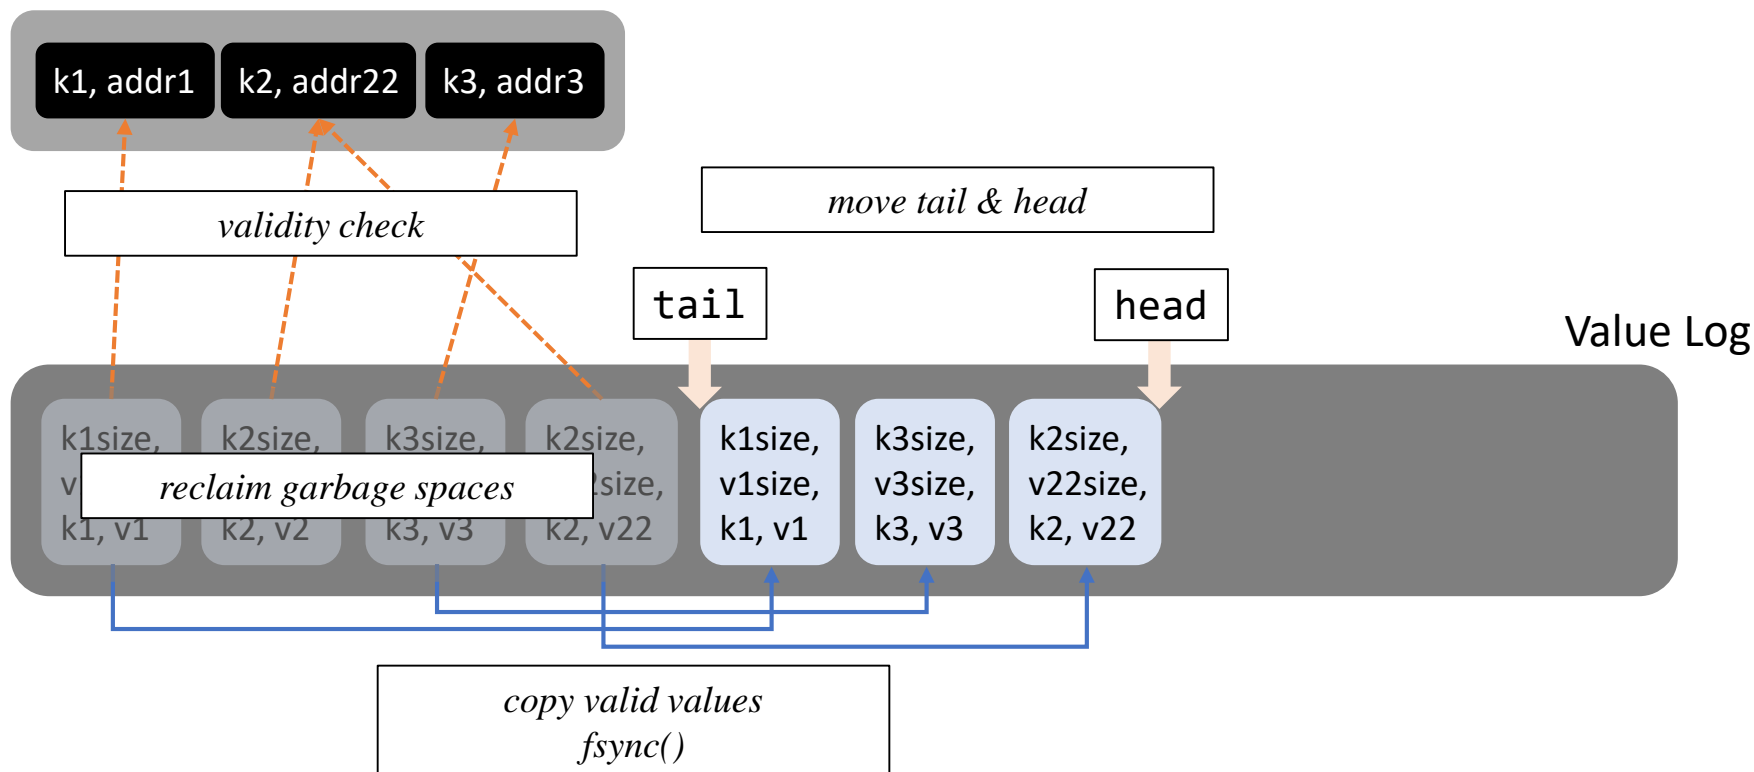 k1, addr1
k2, addr22
k3, addr3
validity check
move tail & head
tail
head
Value Log
k1size,
k1, v1
k2size,
k2, v2
k3size,
k3, v3
k2size,
k2, v22
reclaim garbage spaces
k1size,
v1size,
k1, v1
k3size,
v3size,
k3, v3
k2size,
v22size,
k2, v22
copy valid values
fsync()